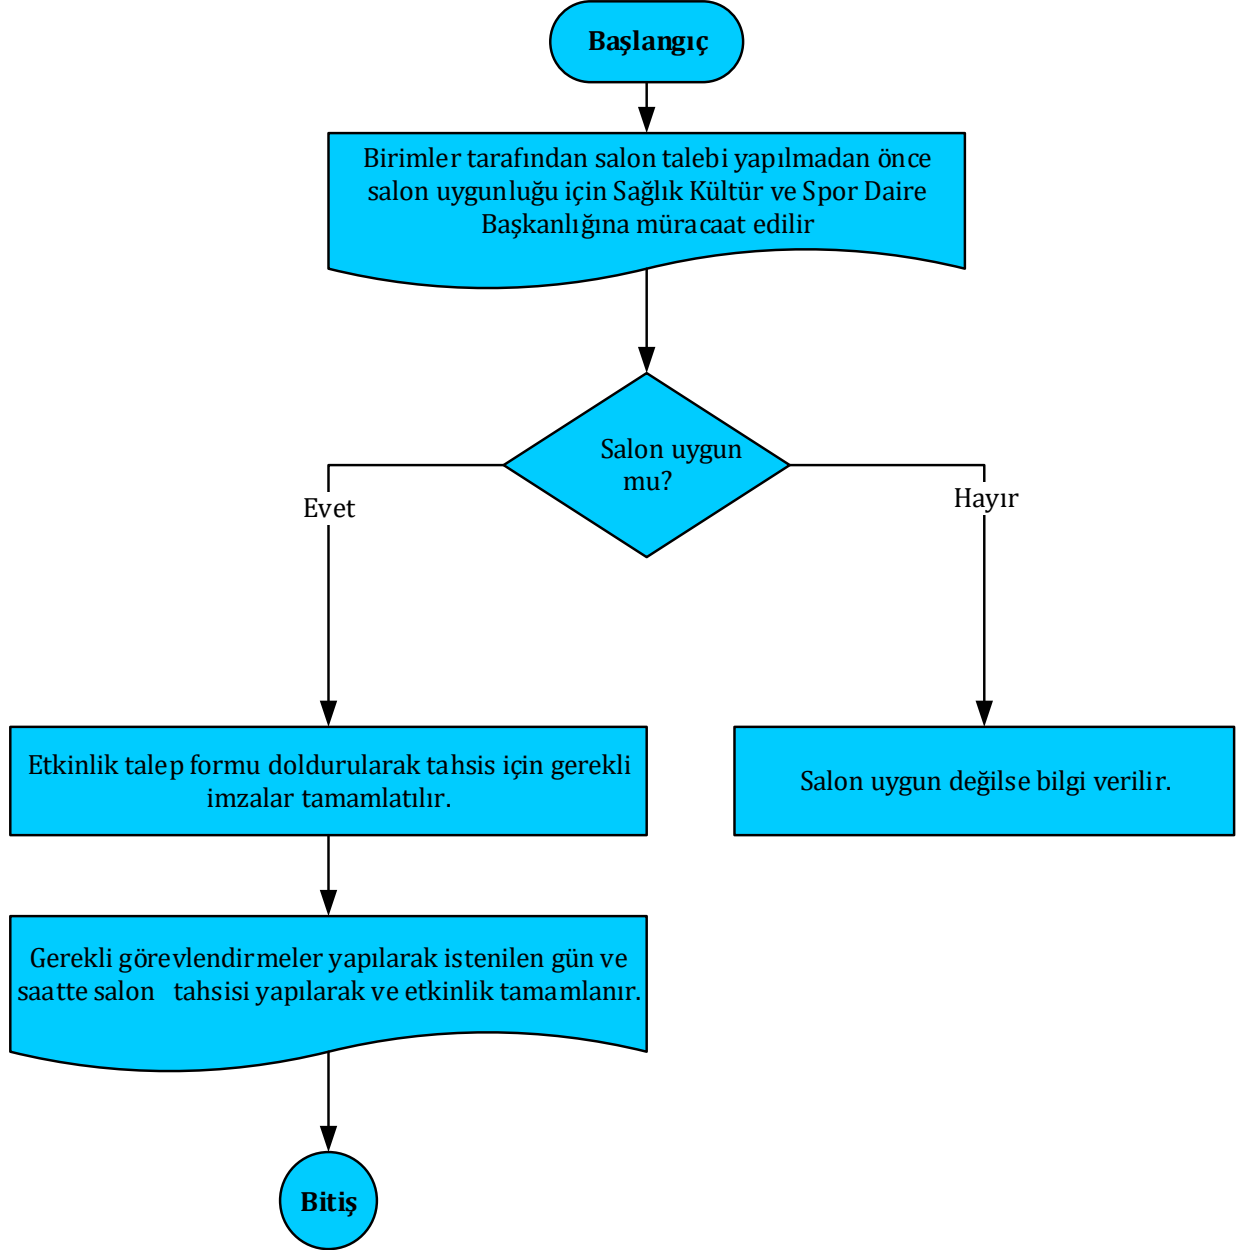 Başlangıç
Birimler tarafından salon talebi yapılmadan önce
salon uygunluğu için Sağlık Kültür ve Spor Daire
Başkanlığına müracaat edilir
Salon uygun
mu?
Evet
Hayır
Etkinlik talep formu doldurularak tahsis için gerekli
imzalar tamamlatılır.
Salon uygun değilse bilgi verilir.
Gerekli görevlendirmeler yapılarak istenilen gün ve
saatte salon tahsisi yapılarak ve etkinlik tamamlanır.
Bitiş